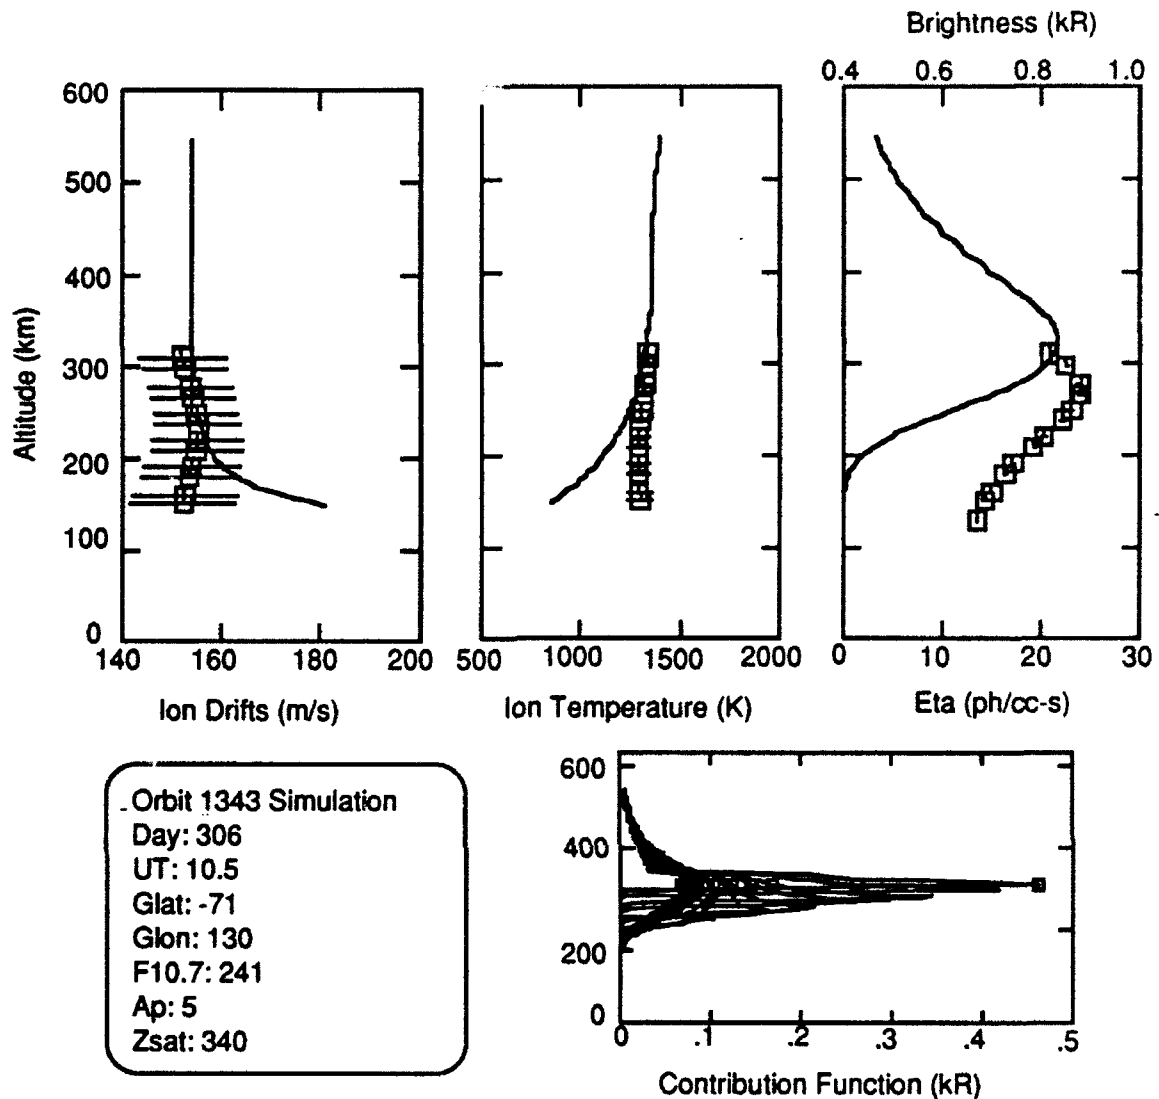 Brightness (kR)
0.4 0.6 0.8 1.0
600
500
400
300
200
100
0
Altitude (km)
140 160 180 200
500 1000 1500 2000
0 10 20 30
Ion Drifts (m/s)
Ion Temperature (K)
Eta (ph/cc-s)
Orbit 1343 Simulation
Day: 306
UT: 10.5
Glat: -71
Glon: 130
F10.7: 241
Ap: 5
Zsat: 340
600
400
200
0
0 .1 .2 .3 .4 .5
Contribution Function (kR)